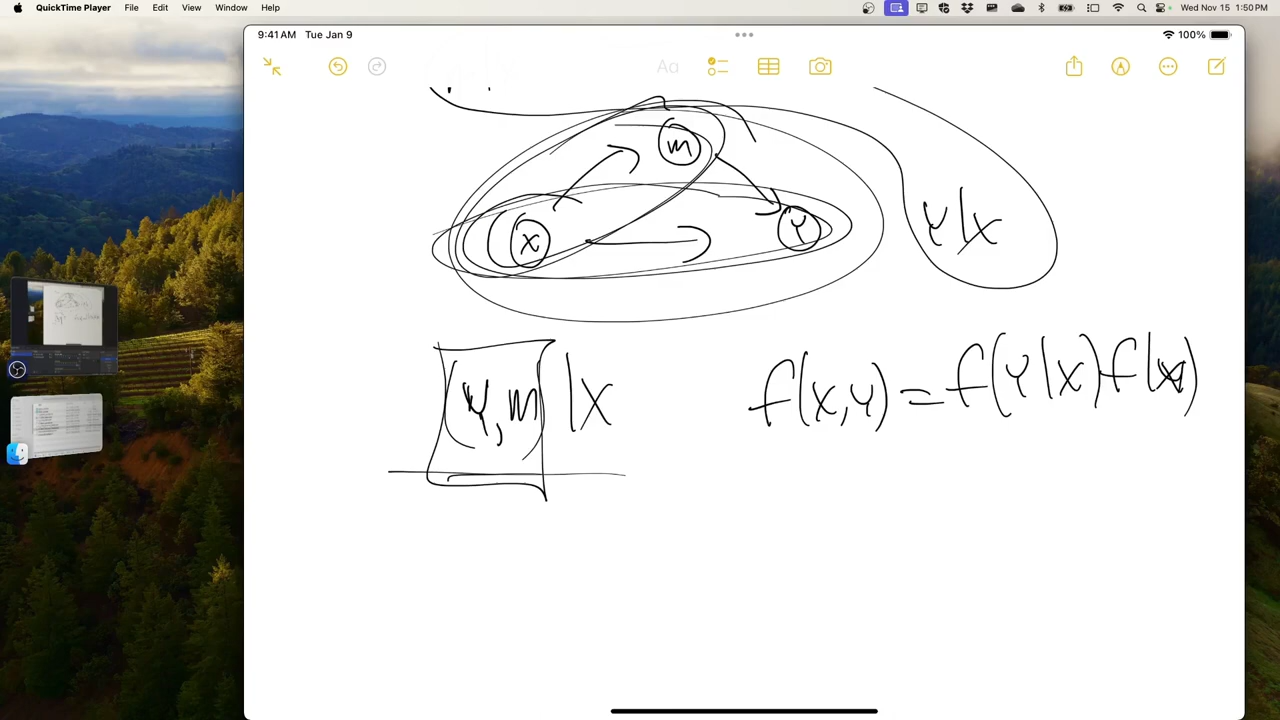 QuickTime Player File Edit View Window Help Wed Nov 15 1:50 PM
9:41 AM Tue Jan 9 100%
Aa
m
X
Y
Y|X
(Y,m)|X
f(X,Y)=f(Y|X)f(X)